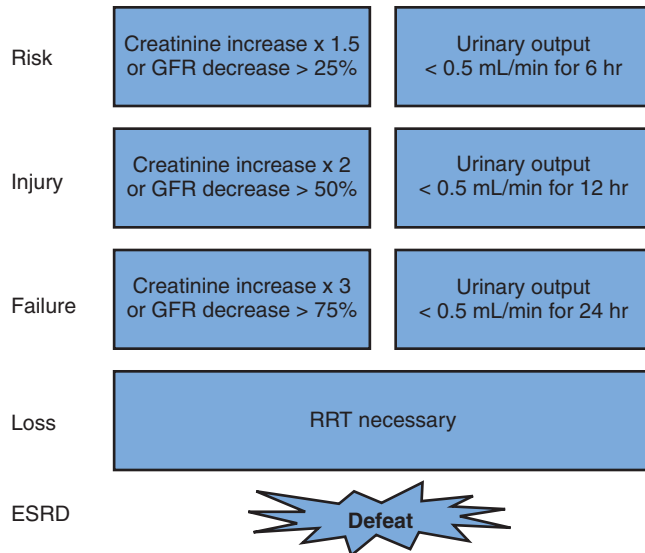 Risk
Creatinine increase x 1.5
or GFR decrease > 25%
Urinary output
< 0.5 mL/min for 6 hr
Injury
Creatinine increase x 2
or GFR decrease > 50%
Urinary output
< 0.5 mL/min for 12 hr
Failure
Creatinine increase x 3
or GFR decrease > 75%
Urinary output
< 0.5 mL/min for 24 hr
Loss
RRT necessary
ESRD
Defeat